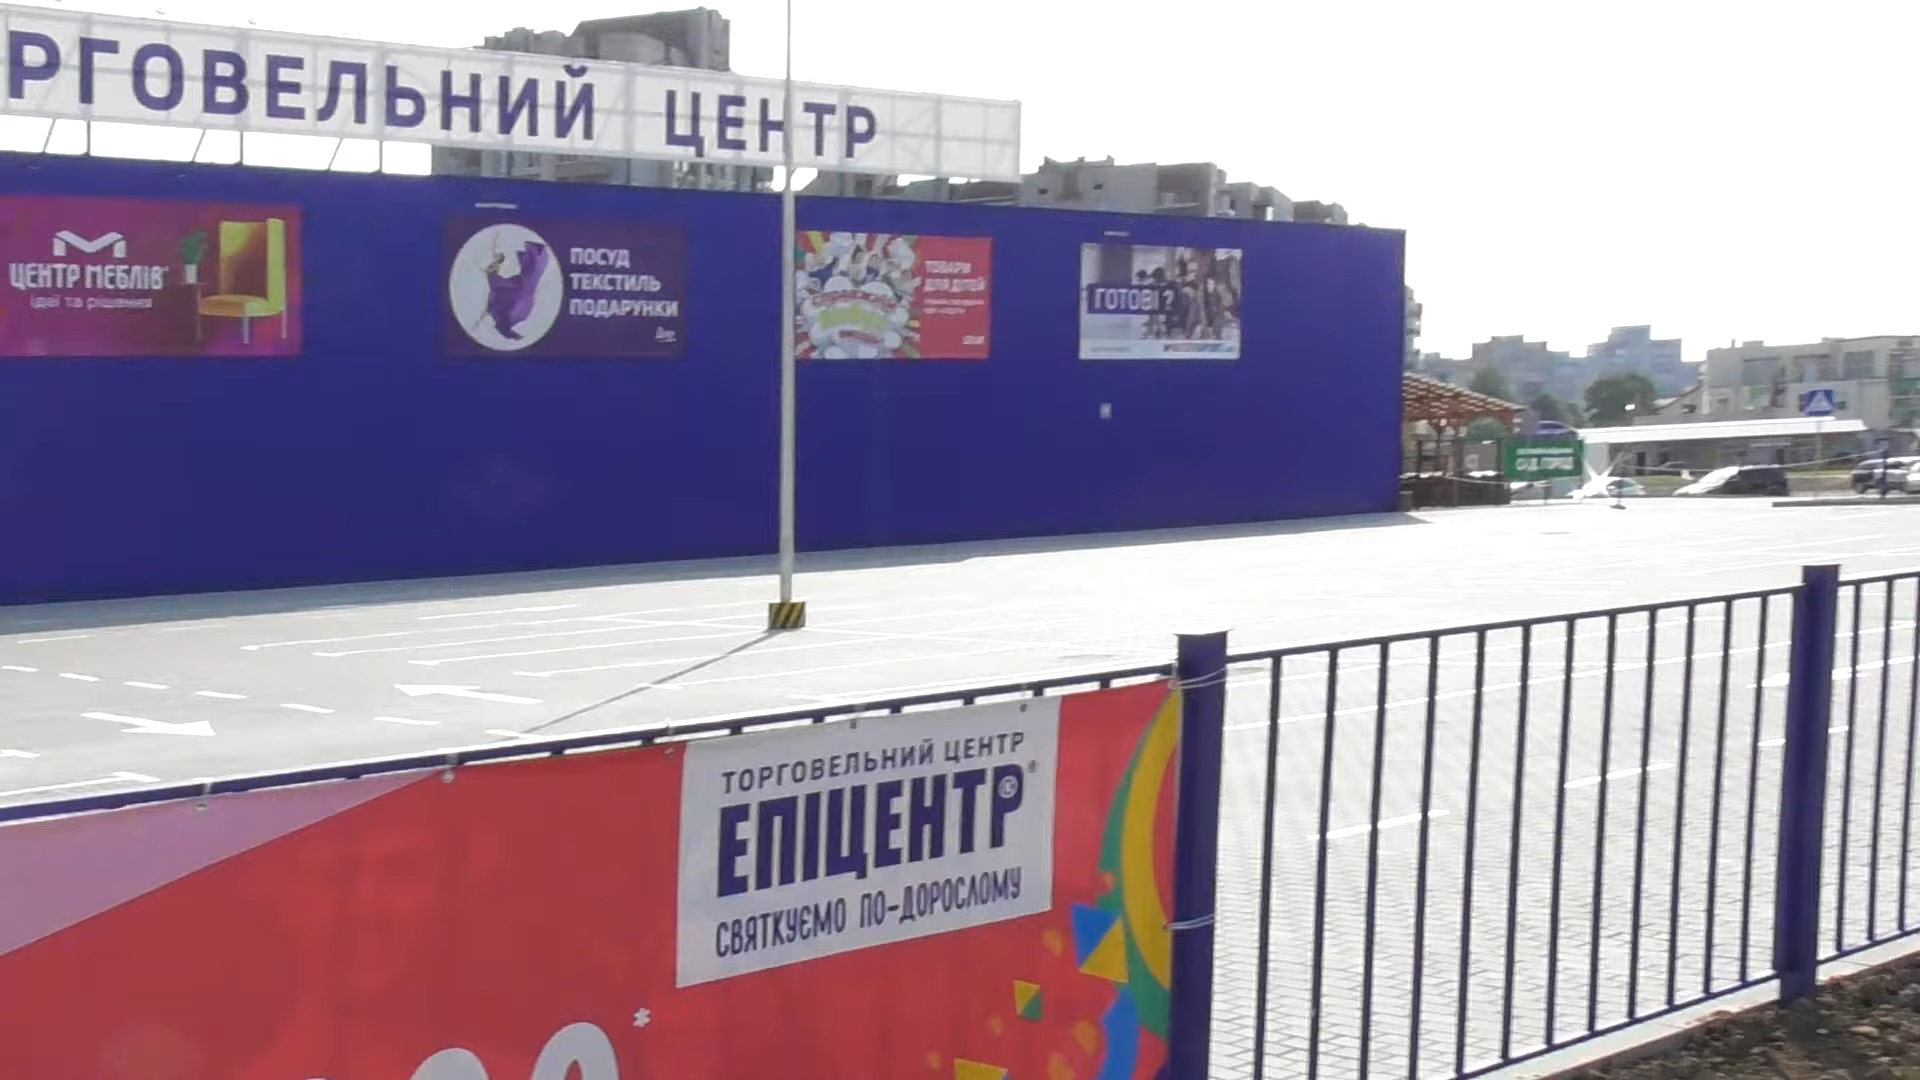 РГОВЕЛЬНИЙ ЦЕНТР
ЦЕНТР МЕБЛІВ
ідеї та рішення
ПОСУД
ТЕКСТИЛЬ
ПОДАРУНКИ
ТОВАРИ
ДЛЯ ДІТЕЙ
ГОТОВІ?
ТОРГОВЕЛЬНИЙ ЦЕНТР
ЕПІЦЕНТР®
СВЯТКУЄМО ПО-ДОРОСЛОМУ